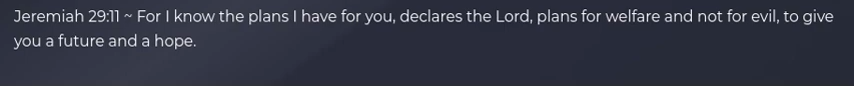 Jeremiah 29:11 ~ For I know the plans I have for you, declares the Lord, plans for welfare and not for evil, to give
you a future and a hope.